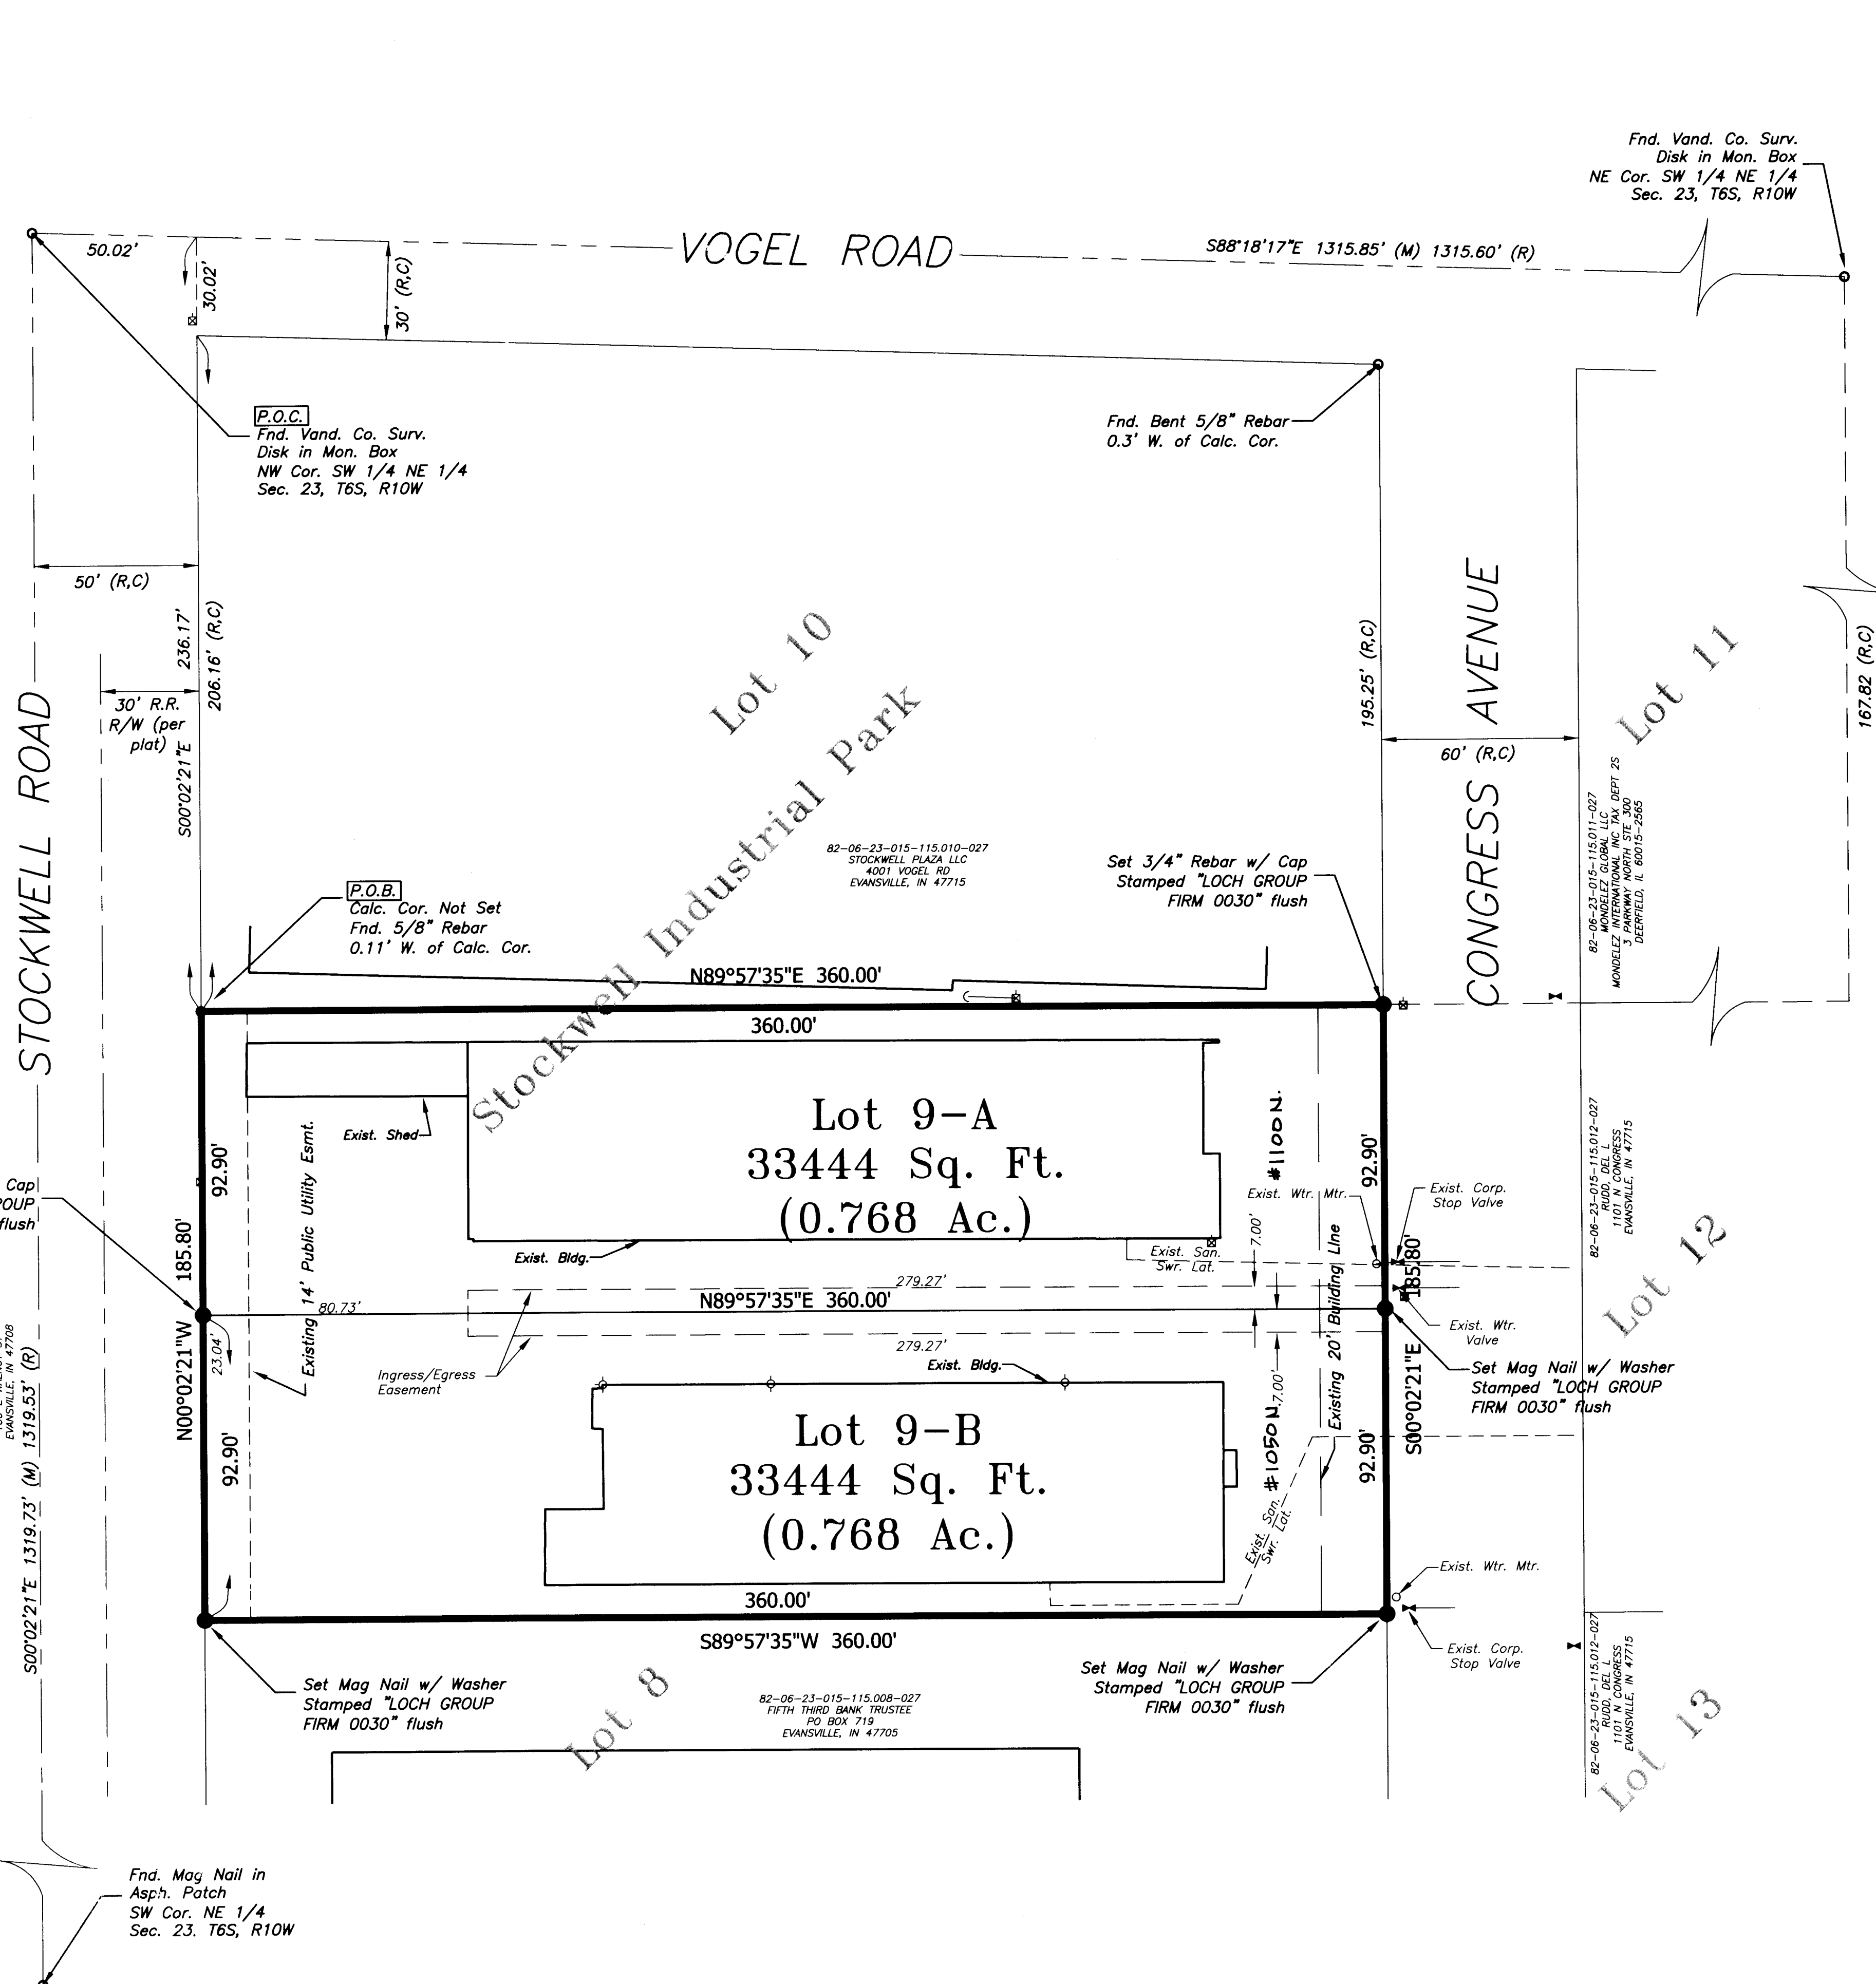 Fnd. Vand. Co. Surv.
Disk in Mon. Box
NE Cor. SW 1/4 NE 1/4
Sec. 23, T6S, R10W
50.02'
30.02'
30' (R,C)
VOGEL ROAD
S88°18'17"E 1315.85' (M) 1315.60' (R)
P.O.C.
Fnd. Vand. Co. Surv.
Disk in Mon. Box
NW Cor. SW 1/4 NE 1/4
Sec. 23, T6S, R10W
Fnd. Bent 5/8" Rebar
0.3' W. of Calc. Cor.
50' (R,C)
S00°02'21"E 236.17'
206.16' (R,C)
30' R.R.
R/W (per
plat)
STOCKWELL ROAD
Lot 10
Stockwell Industrial Park
195.25' (R,C)
CONGRESS AVENUE
60' (R,C)
Lot 11
167.82 (R,C)
82-06-23-015-115.010-027
STOCKWELL PLAZA LLC
4001 VOGEL RD
EVANSVILLE, IN 47715
82-06-23-015-115.011-027
MONDELEZ GLOBAL LLC
MONDELEZ INTERNATIONAL INC TAX DEPT 2S
3 PARKWAY NORTH STE 300
DEERFIELD, IL 60015-2565
Set 3/4" Rebar w/ Cap
Stamped "LOCH GROUP
FIRM 0030" flush
P.O.B.
Calc. Cor. Not Set
Fnd. 5/8" Rebar
0.11' W. of Calc. Cor.
N89°57'35"E 360.00'
360.00'
Lot 9-A
33444 Sq. Ft.
(0.768 Ac.)
#1100 N.
Exist. Shed
Existing 14' Public Utility Esmt.
92.90'
92.90'
Cap
flush
N00°02'21"W 185.80'
Exist. Bldg.
Exist. Wtr. Mtr.
Exist. San.
Swr. Lat.
7.00'
Existing 20' Building Line
Exist. Corp.
Stop Valve
82-06-23-015-115.012-027
RUDD, DEL L
1101 N CONGRESS
EVANSVILLE, IN 47715
Lot 12
S00°02'21"E 185.80'
279.27'
80.73'
N89°57'35"E 360.00'
279.27'
Exist. Wtr.
Valve
23.04'
Ingress/Egress
Easement
Exist. Bldg.
7.00'
Set Mag Nail w/ Washer
Stamped "LOCH GROUP
FIRM 0030" flush
EVANSVILLE, IN 47708
S00°02'21"E 1319.73' (M) 1319.53' (R)
92.90'
92.90'
Lot 9-B
33444 Sq. Ft.
(0.768 Ac.)
#1050 N.
Exist. San.
Swr. Lat.
Exist. Wtr. Mtr.
360.00'
S89°57'35"W 360.00'
Exist. Corp.
Stop Valve
82-06-23-015-115.012-027
RUDD, DEL L
1101 N CONGRESS
EVANSVILLE, IN 47715
Lot 13
Set Mag Nail w/ Washer
Stamped "LOCH GROUP
FIRM 0030" flush
Lot 8
82-06-23-015-115.008-027
FIFTH THIRD BANK TRUSTEE
PO BOX 719
EVANSVILLE, IN 47705
Set Mag Nail w/ Washer
Stamped "LOCH GROUP
FIRM 0030" flush
Fnd. Mag Nail in
Asph. Patch
SW Cor. NE 1/4
Sec. 23, T6S, R10W